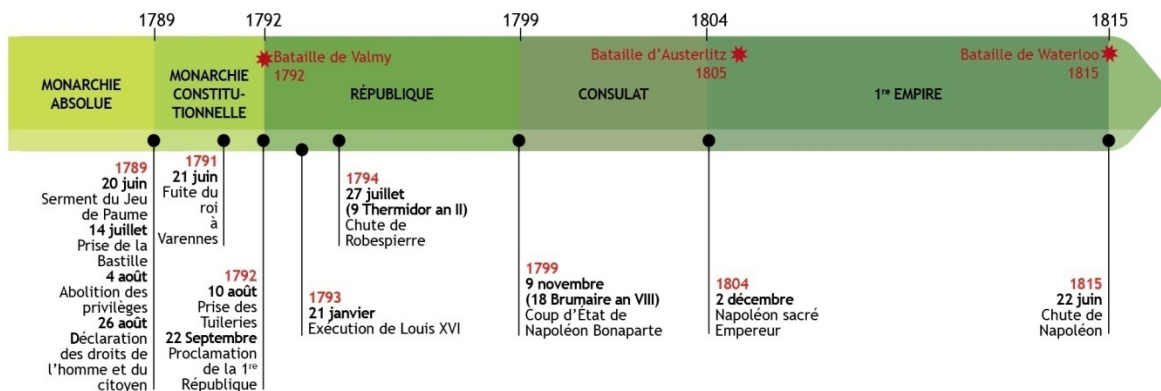 1789
1792
1799
1804
1815
Bataille de Valmy
1792
Bataille d'Austerlitz
1805
Bataille de Waterloo
1815
MONARCHIE
ABSOLUE
MONARCHIE
CONSTITU-
TIONNELLE
RÉPUBLIQUE
CONSULAT
1re EMPIRE
1789
20 juin
Serment du Jeu
de Paume
14 juillet
Prise de la
Bastille
4 août
Abolition des
privilèges
26 août
Déclaration
des droits de
l'homme et du
citoyen
1791
21 juin
Fuite du
roi
à
Varennes
1792
10 août
Prise des
Tuileries
22 Septembre
Proclamation
de la 1re
République
1793
21 janvier
Exécution de Louis XVI
1794
27 juillet
(9 Thermidor an II)
Chute de
Robespierre
1799
9 novembre
(18 Brumaire an VIII)
Coup d'État de
Napoléon Bonaparte
1804
2 décembre
Napoléon sacré
Empereur
1815
22 juin
Chute de
Napoléon